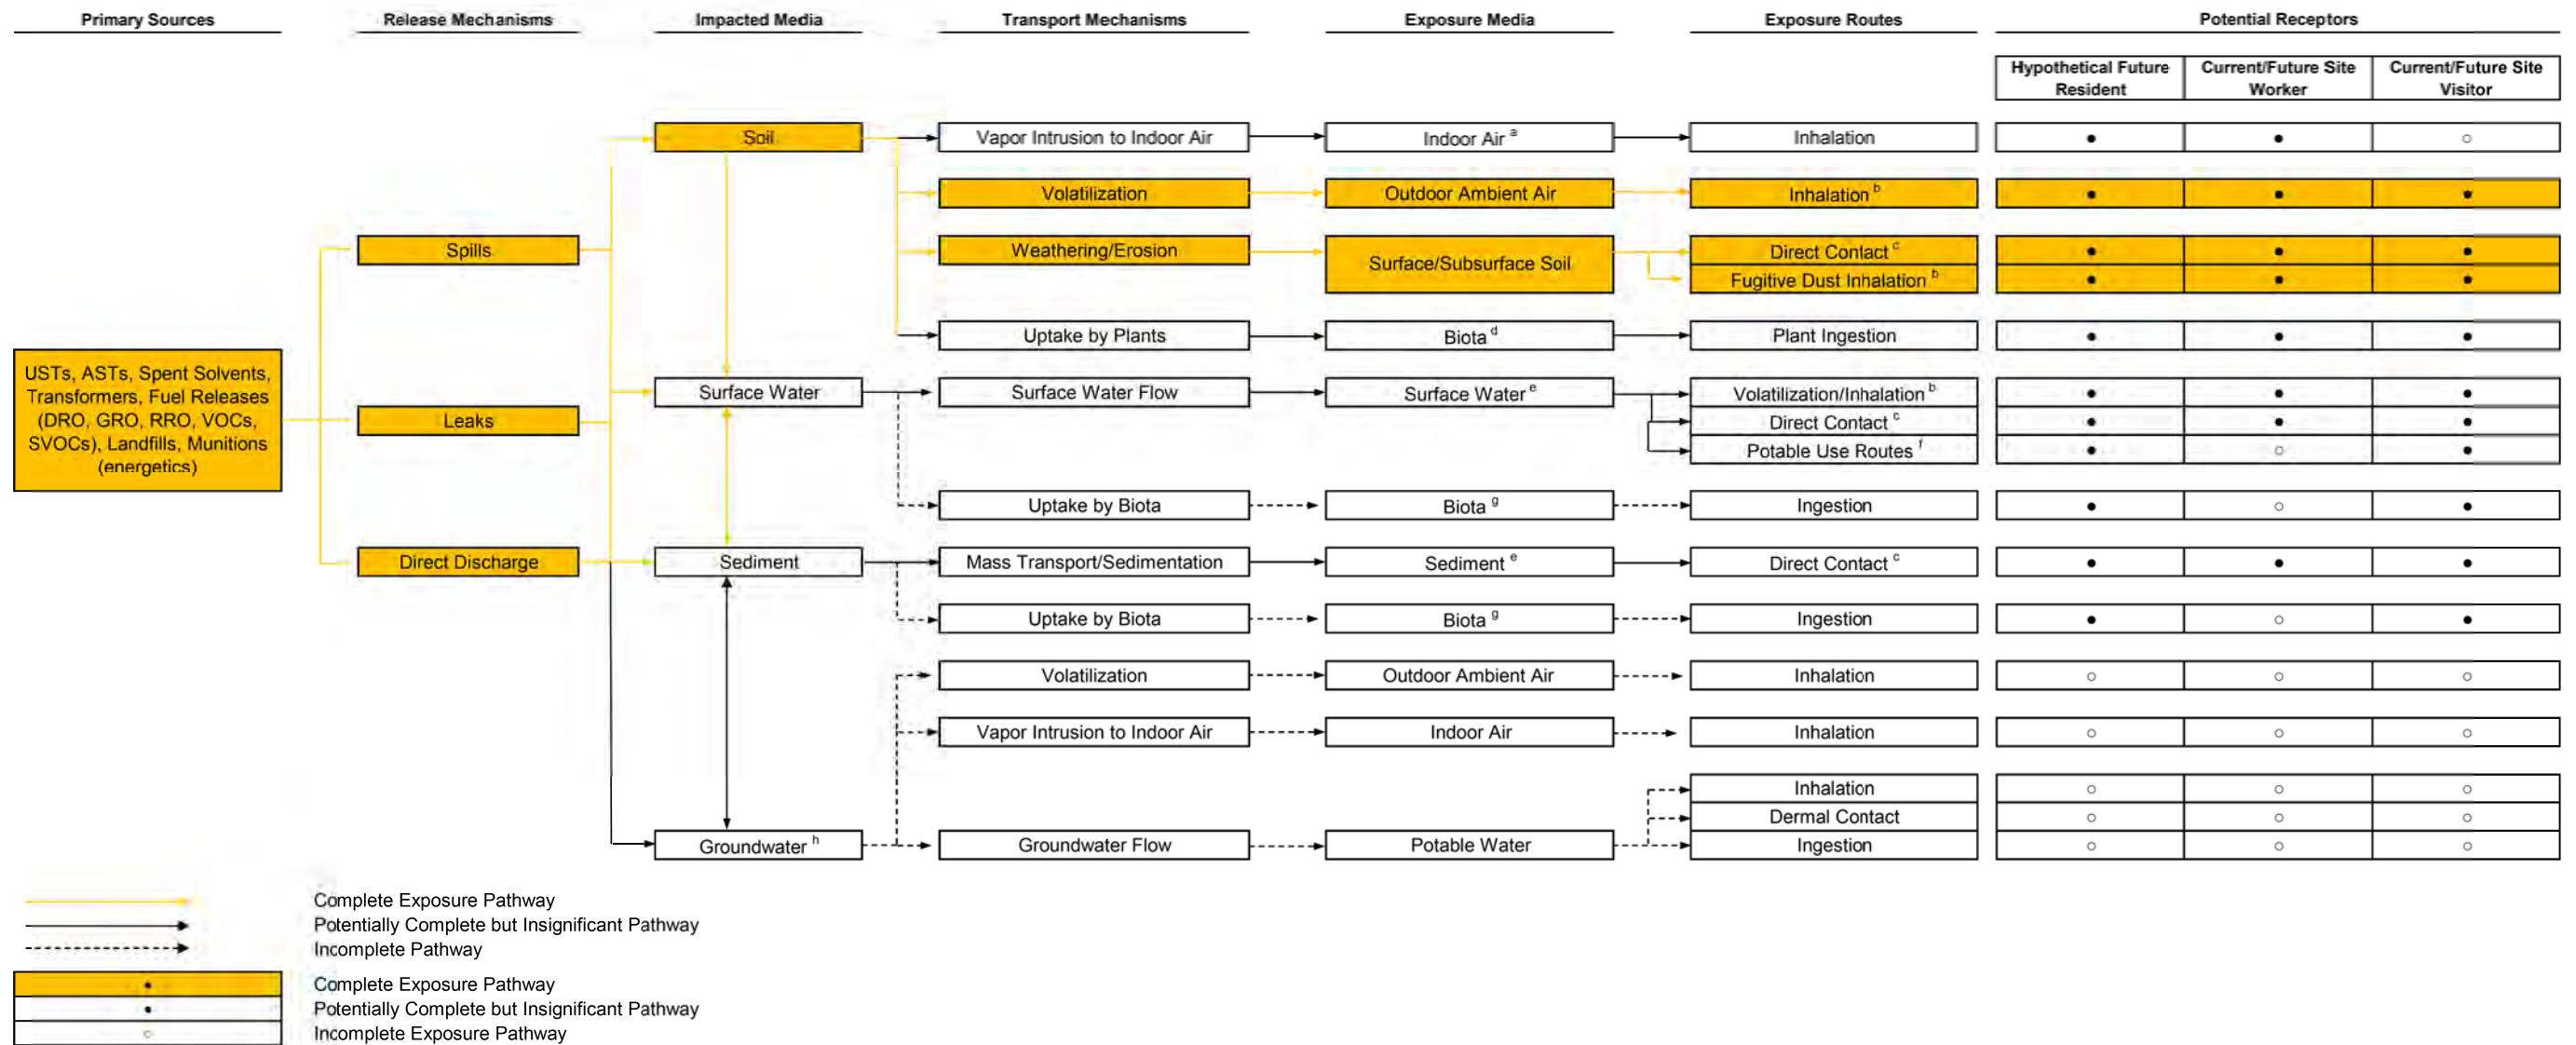 Primary Sources
Release Mechanisms
Impacted Media
Transport Mechanisms
Exposure Media
Exposure Routes
Potential Receptors
Hypothetical Future
Resident
Current/Future Site
Worker
Current/Future Site
Visitor
Soil
Vapor Intrusion to Indoor Air
Indoor Air a
Inhalation
Volatilization
Outdoor Ambient Air
Inhalation b
Spills
Weathering/Erosion
Surface/Subsurface Soil
Direct Contact c
Fugitive Dust Inhalation b
Uptake by Plants
Biota d
Plant Ingestion
USTs, ASTs, Spent Solvents,
Transformers, Fuel Releases
(DRO, GRO, RRO, VOCs,
SVOCs), Landfills, Munitions
(energetics)
Leaks
Surface Water
Surface Water Flow
Surface Water e
Volatilization/Inhalation b
Direct Contact c
Potable Use Routes f
Uptake by Biota
Biota g
Ingestion
Direct Discharge
Sediment
Mass Transport/Sedimentation
Sediment e
Direct Contact c
Uptake by Biota
Biota g
Ingestion
Volatilization
Outdoor Ambient Air
Inhalation
Vapor Intrusion to Indoor Air
Indoor Air
Inhalation
Inhalation
Dermal Contact
Groundwater h
Groundwater Flow
Potable Water
Ingestion
Complete Exposure Pathway
Potentially Complete but Insignificant Pathway
Incomplete Pathway
Complete Exposure Pathway
Potentially Complete but Insignificant Pathway
Incomplete Exposure Pathway